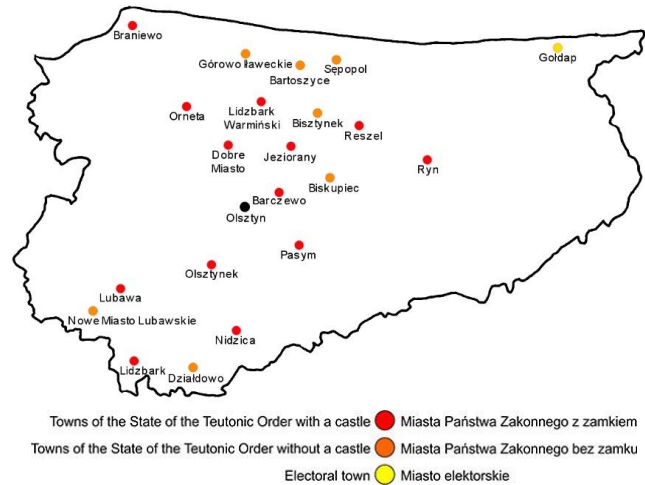 Braniewo
Górowo Iławeckie
Bartoszyce
Sępopol
Gołdap
Orneta
Lidzbark
Warmiński
Bisztynek
Reszel
Dobre
Miasto
Jeziorany
Ryn
Biskupiec
Barczewo
Olsztyn
Pasym
Olsztynek
Lubawa
Nowe Miasto Lubawskie
Nidzica
Lidzbark
Działdowo
Towns of the State of the Teutonic Order with a castle Miasta Państwa Zakonnego z zamkiem
Towns of the State of the Teutonic Order without a castle Miasta Państwa Zakonnego bez zamku
Electoral town Miasto elektorskie